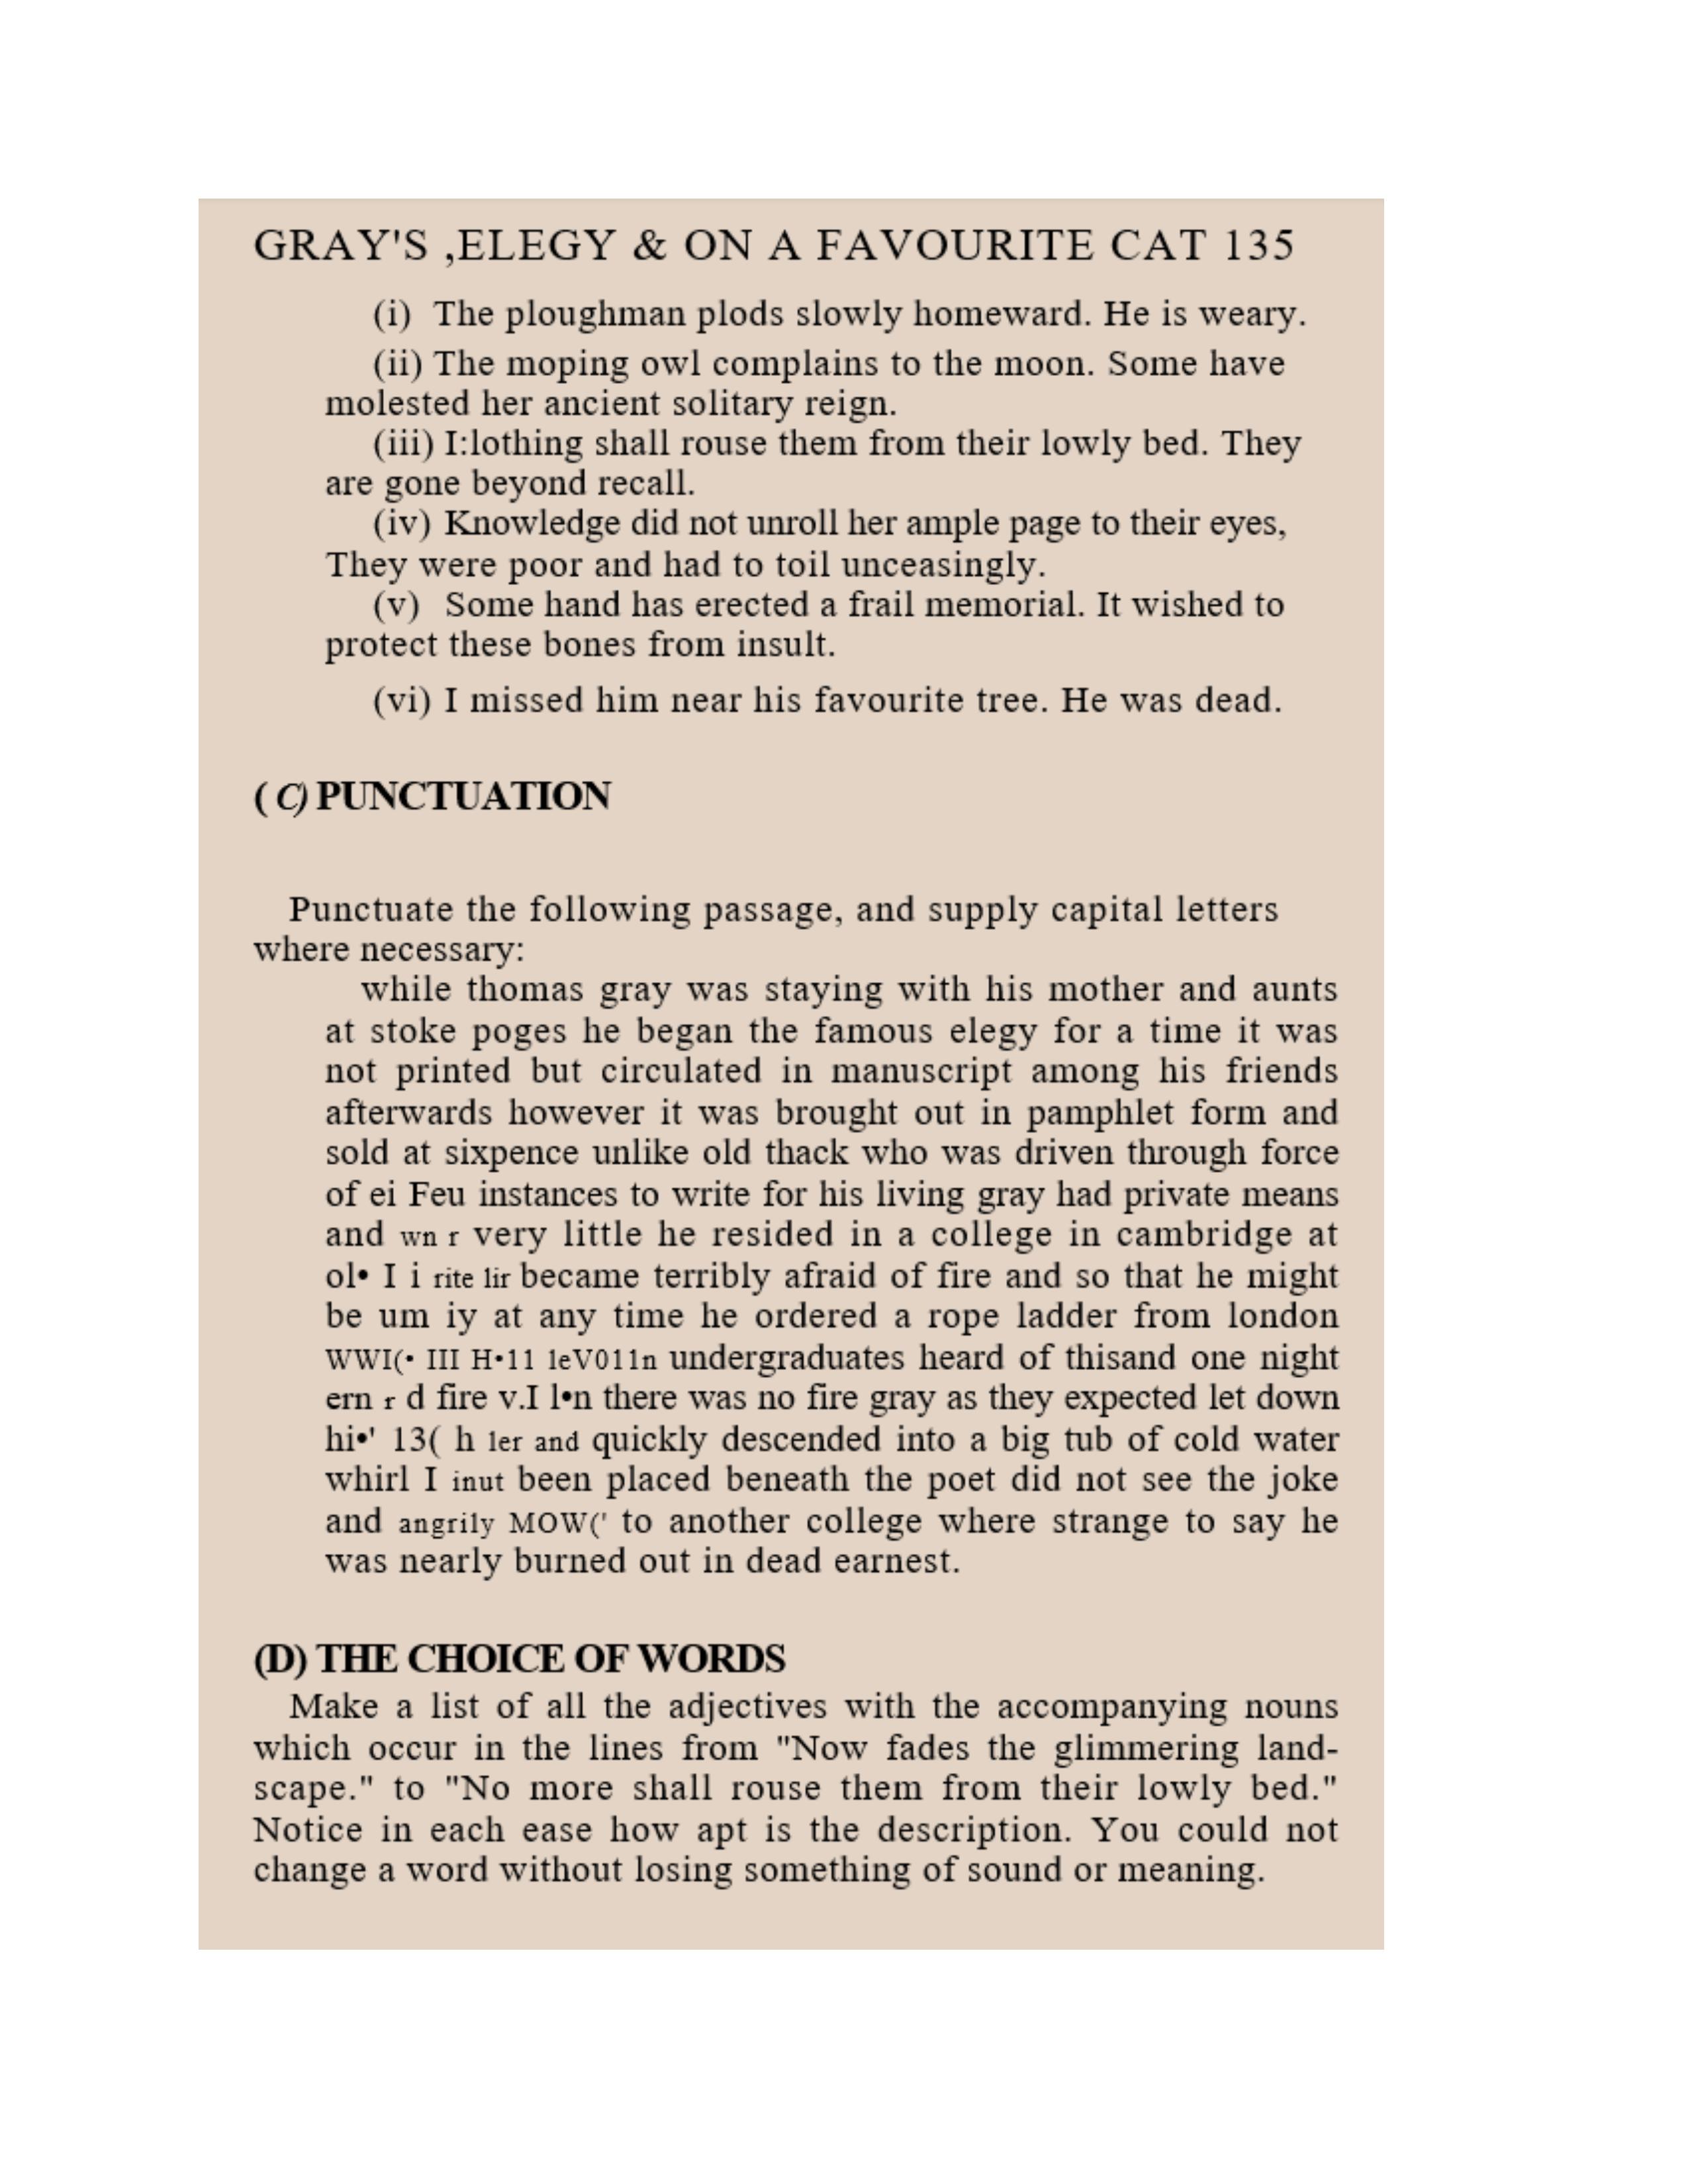 GRAY'S ,ELEGY & ON A FAVOURITE CAT 135
(i) The ploughman plods slowly homeward. He is weary.
(ii) The moping owl complains to the moon. Some have
molested her ancient solitary reign.
(iii) I:lothing shall rouse them from their lowly bed. They
are gone beyond recall.
(iv) Knowledge did not unroll her ample page to their eyes,
They were poor and had to toil unceasingly.
(v) Some hand has erected a frail memorial. It wished to
protect these bones from insult.
(vi) I missed him near his favourite tree. He was dead.
( C) PUNCTUATION
Punctuate the following passage, and supply capital letters
where necessary:
while thomas gray was staying with his mother and aunts
at stoke poges he began the famous elegy for a time it was
not printed but circulated in manuscript among his friends
afterwards however it was brought out in pamphlet form and
sold at sixpence unlike old thack who was driven through force
of ei Feu instances to write for his living gray had private means
and wn r very little he resided in a college in cambridge at
ol• I i rite lir became terribly afraid of fire and so that he might
be um iy at any time he ordered a rope ladder from london
WWI(• III H•11 leV011n undergraduates heard of thisand one night
ern r d fire v.I l•n there was no fire gray as they expected let down
hi•' 13( h ler and quickly descended into a big tub of cold water
whirl I inut been placed beneath the poet did not see the joke
and angrily MOW(' to another college where strange to say he
was nearly burned out in dead earnest.
(D) THE CHOICE OF WORDS
Make a list of all the adjectives with the accompanying nouns
which occur in the lines from "Now fades the glimmering land-
scape." to "No more shall rouse them from their lowly bed."
Notice in each ease how apt is the description. You could not
change a word without losing something of sound or meaning.